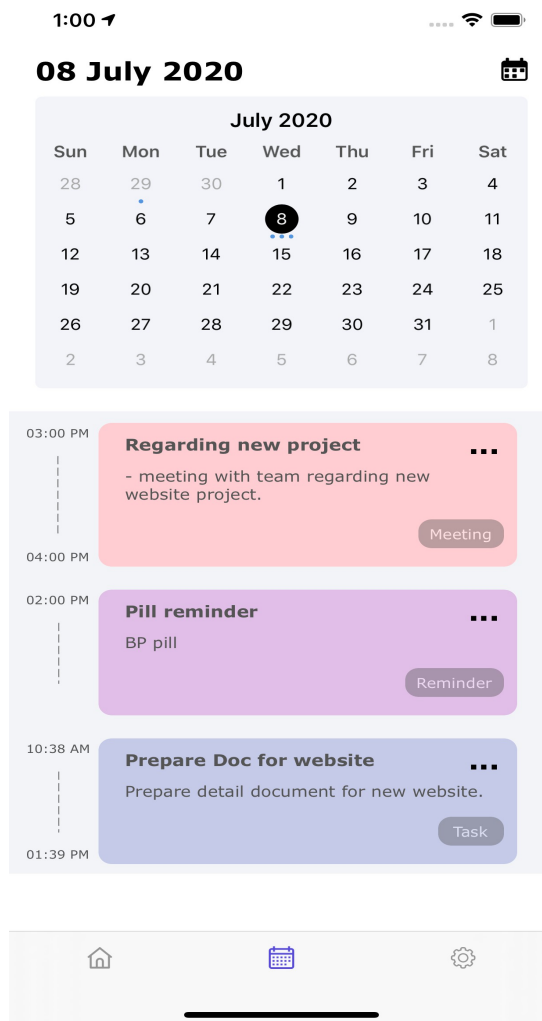 1:00
08 July 2020
July 2020
Sun Mon Tue Wed Thu Fri Sat
28 29 30 1 2 3 4
5 6 7 8 9 10 11
12 13 14 15 16 17 18
19 20 21 22 23 24 25
26 27 28 29 30 31 1
2 3 4 5 6 7 8
03:00 PM
Regarding new project
- meeting with team regarding new
website project.
Meeting
04:00 PM
02:00 PM
Pill reminder
BP pill
Reminder
10:38 AM
Prepare Doc for website
Prepare detail document for new website.
Task
01:39 PM